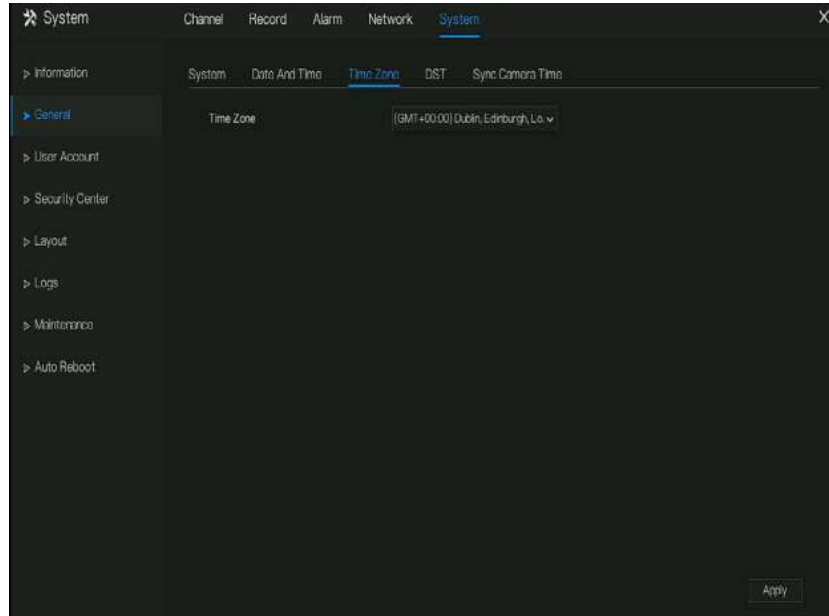 System
Channel Record Alarm Network System X
Information
General
User Account
Security Center
Layout
Logs
Maintenance
Auto Reboot
System Date And Time Time Zone DST Sync Camera Time
Time Zone (GMT+00:00) Dublin, Edinburgh, Lo.
Apply